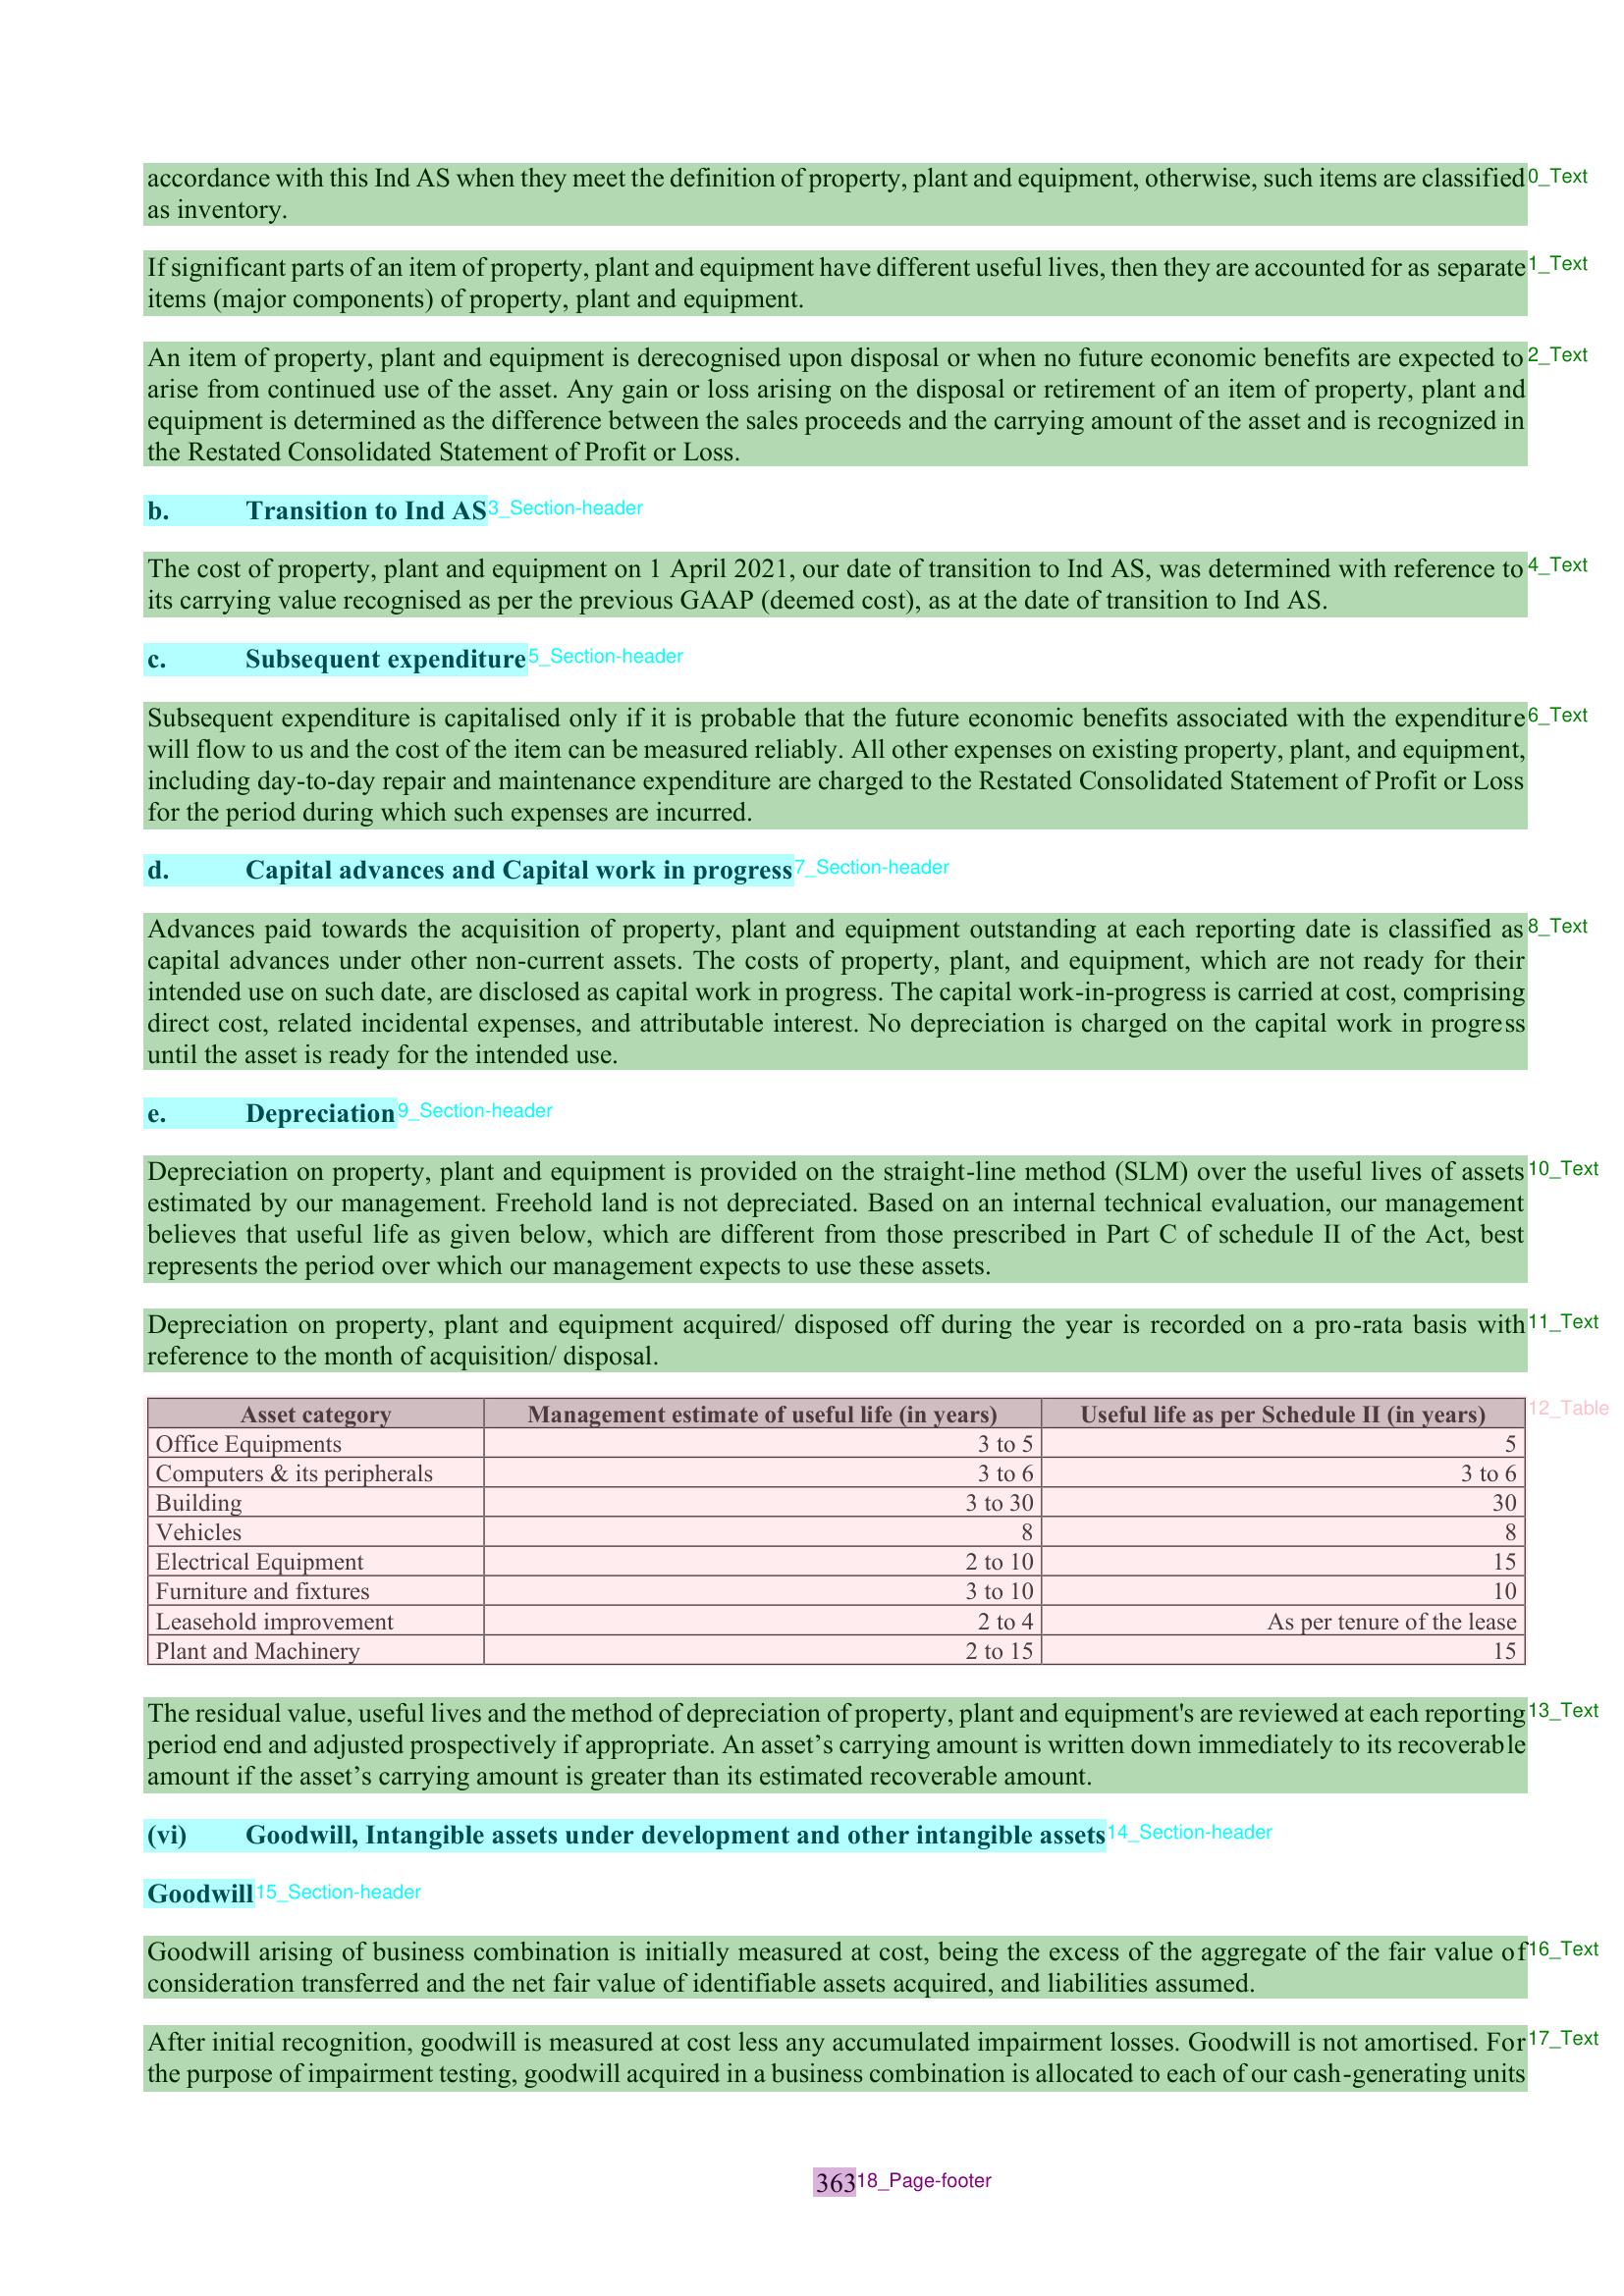 accordance with this Ind AS when they meet the definition of property, plant and equipment, otherwise, such items are classified 0_Text
as inventory.
If significant parts of an item of property, plant and equipment have different useful lives, then they are accounted for as separate 1_Text
items (major components) of property, plant and equipment.
An item of property, plant and equipment is derecognised upon disposal or when no future economic benefits are expected to 2_Text
arise from continued use of the asset. Any gain or loss arising on the disposal or retirement of an item of property, plant and
equipment is determined as the difference between the sales proceeds and the carrying amount of the asset and is recognized in
the Restated Consolidated Statement of Profit or Loss.
b. Transition to Ind AS 3_Section-header
The cost of property, plant and equipment on 1 April 2021, our date of transition to Ind AS, was determined with reference to 4_Text
its carrying value recognised as per the previous GAAP (deemed cost), as at the date of transition to Ind AS.
c. Subsequent expenditure 5_Section-header
Subsequent expenditure is capitalised only if it is probable that the future economic benefits associated with the expenditure 6_Text
will flow to us and the cost of the item can be measured reliably. All other expenses on existing property, plant, and equipment,
including day-to-day repair and maintenance expenditure are charged to the Restated Consolidated Statement of Profit or Loss
for the period during which such expenses are incurred.
d. Capital advances and Capital work in progress 7_Section-header
Advances paid towards the acquisition of property, plant and equipment outstanding at each reporting date is classified as 8_Text
capital advances under other non-current assets. The costs of property, plant, and equipment, which are not ready for their
intended use on such date, are disclosed as capital work in progress. The capital work-in-progress is carried at cost, comprising
direct cost, related incidental expenses, and attributable interest. No depreciation is charged on the capital work in progress
until the asset is ready for the intended use.
e. Depreciation 9_Section-header
Depreciation on property, plant and equipment is provided on the straight-line method (SLM) over the useful lives of assets 10_Text
estimated by our management. Freehold land is not depreciated. Based on an internal technical evaluation, our management
believes that useful life as given below, which are different from those prescribed in Part C of schedule II of the Act, best
represents the period over which our management expects to use these assets.
Depreciation on property, plant and equipment acquired/ disposed off during the year is recorded on a pro-rata basis with 11_Text
reference to the month of acquisition/ disposal.
Asset category Management estimate of useful life (in years) Useful life as per Schedule II (in years) 12_Table
Office Equipments 3 to 5 5
Computers & its peripherals 3 to 6 3 to 6
Building 3 to 30 30
Vehicles 8 8
Electrical Equipment 2 to 10 15
Furniture and fixtures 3 to 10 10
Leasehold improvement 2 to 4 As per tenure of the lease
Plant and Machinery 2 to 15 15
The residual value, useful lives and the method of depreciation of property, plant and equipment's are reviewed at each reporting 13_Text
period end and adjusted prospectively if appropriate. An asset’s carrying amount is written down immediately to its recoverable
amount if the asset’s carrying amount is greater than its estimated recoverable amount.
(vi) Goodwill, Intangible assets under development and other intangible assets 14_Section-header
Goodwill 15_Section-header
Goodwill arising of business combination is initially measured at cost, being the excess of the aggregate of the fair value of 16_Text
consideration transferred and the net fair value of identifiable assets acquired, and liabilities assumed.
After initial recognition, goodwill is measured at cost less any accumulated impairment losses. Goodwill is not amortised. For 17_Text
the purpose of impairment testing, goodwill acquired in a business combination is allocated to each of our cash-generating units
363 18_Page-footer